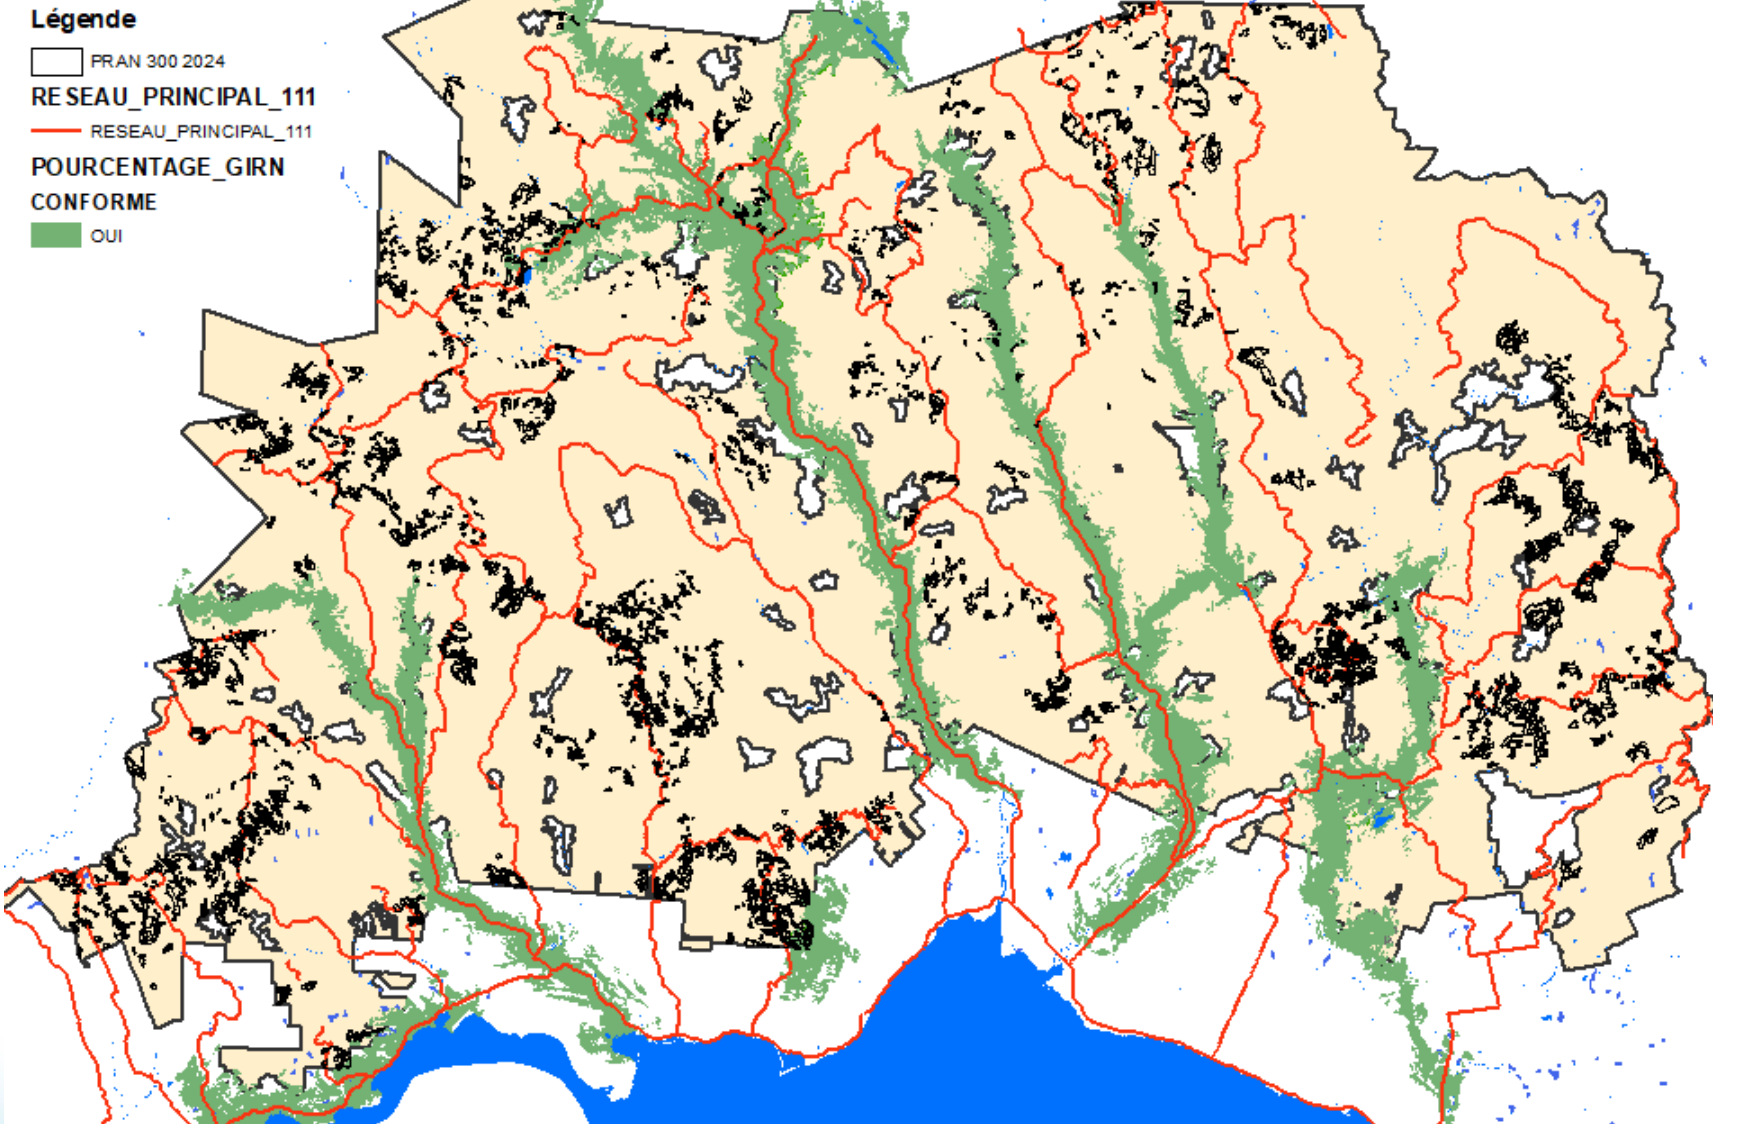 Légende
PRAN 300 2024
RESEAU_PRINCIPAL_111
RESEAU_PRINCIPAL_111
POURCENTAGE_GIRN
CONFORME
OUI